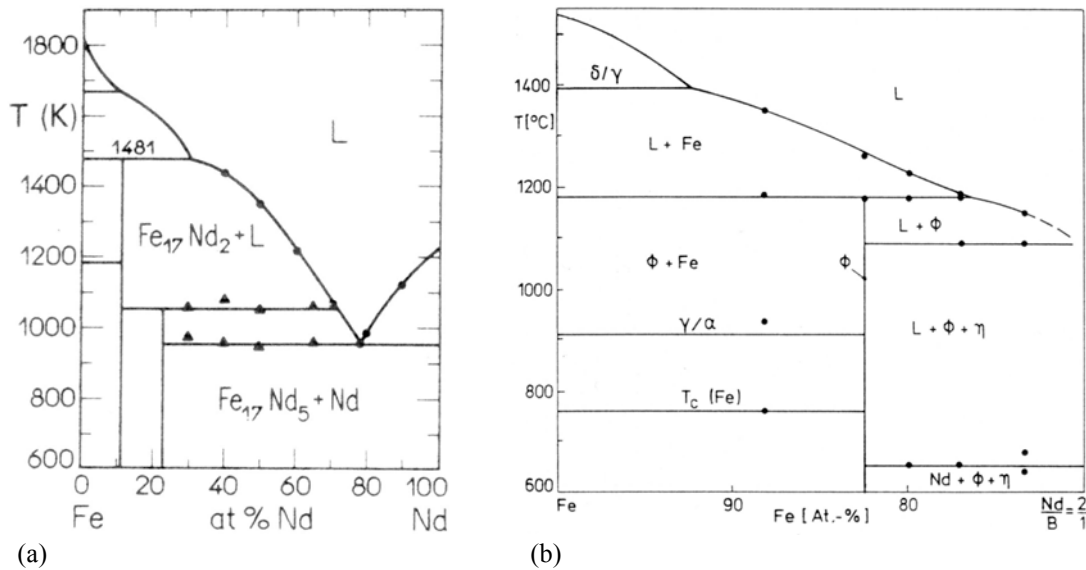 1800
T (K)
1400
1200
1000
800
600
1481
L
Fe17Nd2+L
Fe17Nd5+Nd
0 20 40 60 80 100
Fe at % Nd Nd
(a)
1400
T[°C]
1200
1000
800
600
δ/γ
L
L + Fe
L + Φ
Φ + Fe
Φ
L + Φ + η
γ/α
Tc (Fe)
Nd + Φ + η
Fe 90 Fe [At.-%] 80 Nd/B = 2/1
(b)